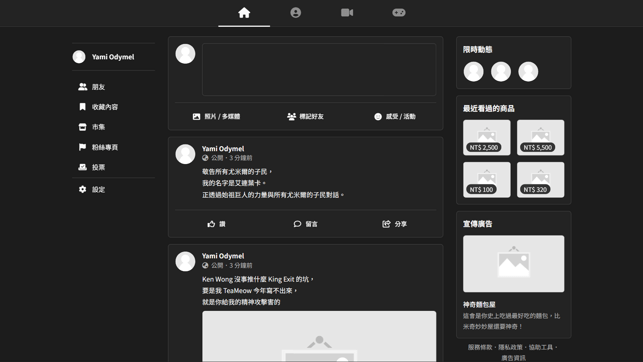 Yami Odymel
朋友
收藏內容
市集
粉絲專頁
投票
設定
照片 / 多媒體
標記好友
感受 / 活動
Yami Odymel
公開・3 分鐘前
敬告所有尤米爾的子民，
我的名字是艾連葉卡。
正透過始祖巨人的力量與所有尤米爾的子民對話。
讚
留言
分享
Yami Odymel
公開・3 分鐘前
Ken Wong 沒事推什麼 King Exit 的坑，
要是我 TeaMeow 今年寫不出來，
就是你給我的精神攻擊害的
限時動態
最近看過的商品
NT$ 2,500
NT$ 5,500
NT$ 100
NT$ 320
宣傳廣告
神奇麵包屋
這會是你史上吃過最好吃的麵包，比
米奇妙妙屋還要神奇！
服務條款・隱私政策・協助工具・
廣告資訊